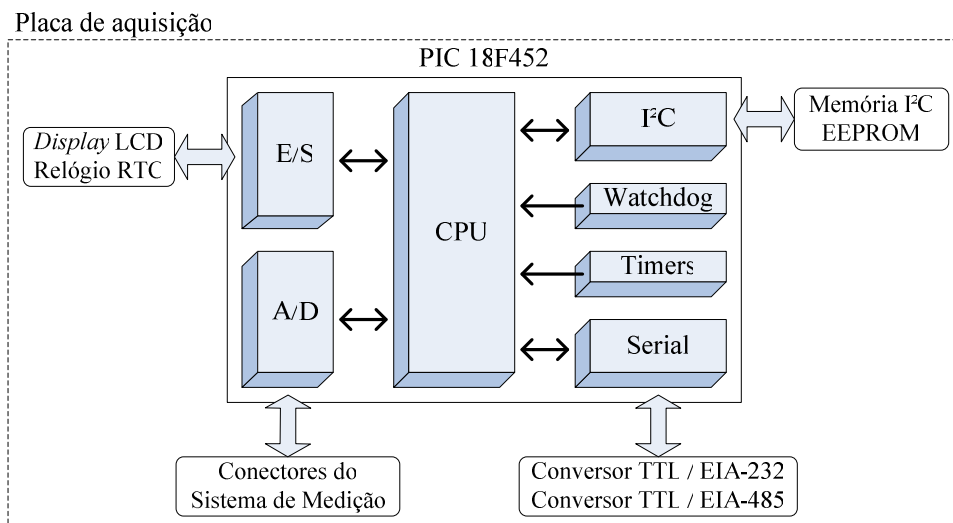 Placa de aquisição
PIC 18F452
Display LCD
Relógio RTC
E/S
A/D
CPU
I²C
Watchdog
Timers
Serial
Memória I²C
EEPROM
Conectores do
Sistema de Medição
Conversor TTL / EIA-232
Conversor TTL / EIA-485